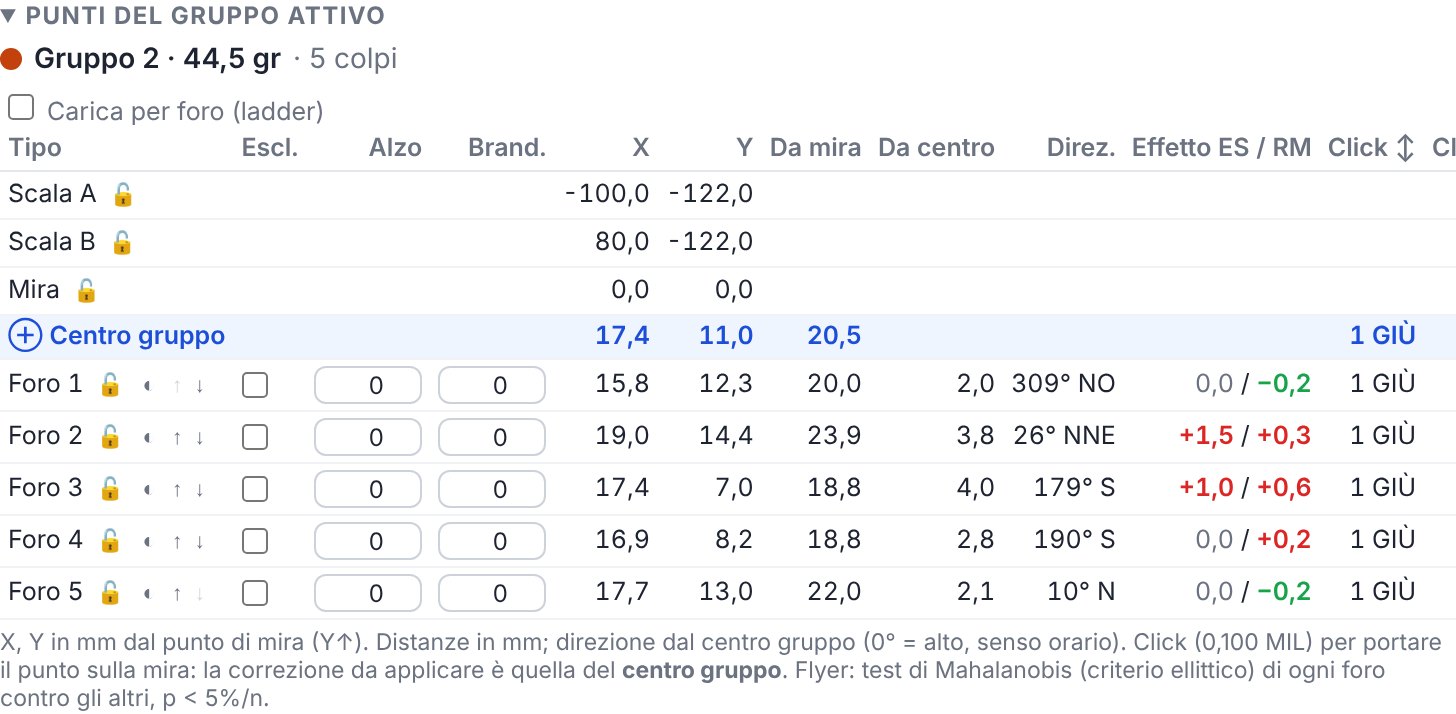 ▼ PUNTI DEL GRUPPO ATTIVO
Gruppo 2 · 44,5 gr · 5 colpi
Carica per foro (ladder)
Tipo Escl. Alzo Brand. X Y Da mira Da centro Direz. Effetto ES / RM Click ↕ Cl
Scala A -100,0 -122,0
Scala B 80,0 -122,0
Mira 0,0 0,0
Centro gruppo 17,4 11,0 20,5 1 GIÙ
Foro 1 ↑ ↓ 0 0 15,8 12,3 20,0 2,0 309° NO 0,0 / −0,2 1 GIÙ
Foro 2 ↑ ↓ 0 0 19,0 14,4 23,9 3,8 26° NNE +1,5 / +0,3 1 GIÙ
Foro 3 ↑ ↓ 0 0 17,4 7,0 18,8 4,0 179° S +1,0 / +0,6 1 GIÙ
Foro 4 ↑ ↓ 0 0 16,9 8,2 18,8 2,8 190° S 0,0 / +0,2 1 GIÙ
Foro 5 ↑ ↓ 0 0 17,7 13,0 22,0 2,1 10° N 0,0 / −0,2 1 GIÙ
X, Y in mm dal punto di mira (Y↑). Distanze in mm; direzione dal centro gruppo (0° = alto, senso orario). Click (0,100 MIL) per portare
il punto sulla mira: la correzione da applicare è quella del centro gruppo. Flyer: test di Mahalanobis (criterio ellittico) di ogni foro
contro gli altri, p < 5%/n.